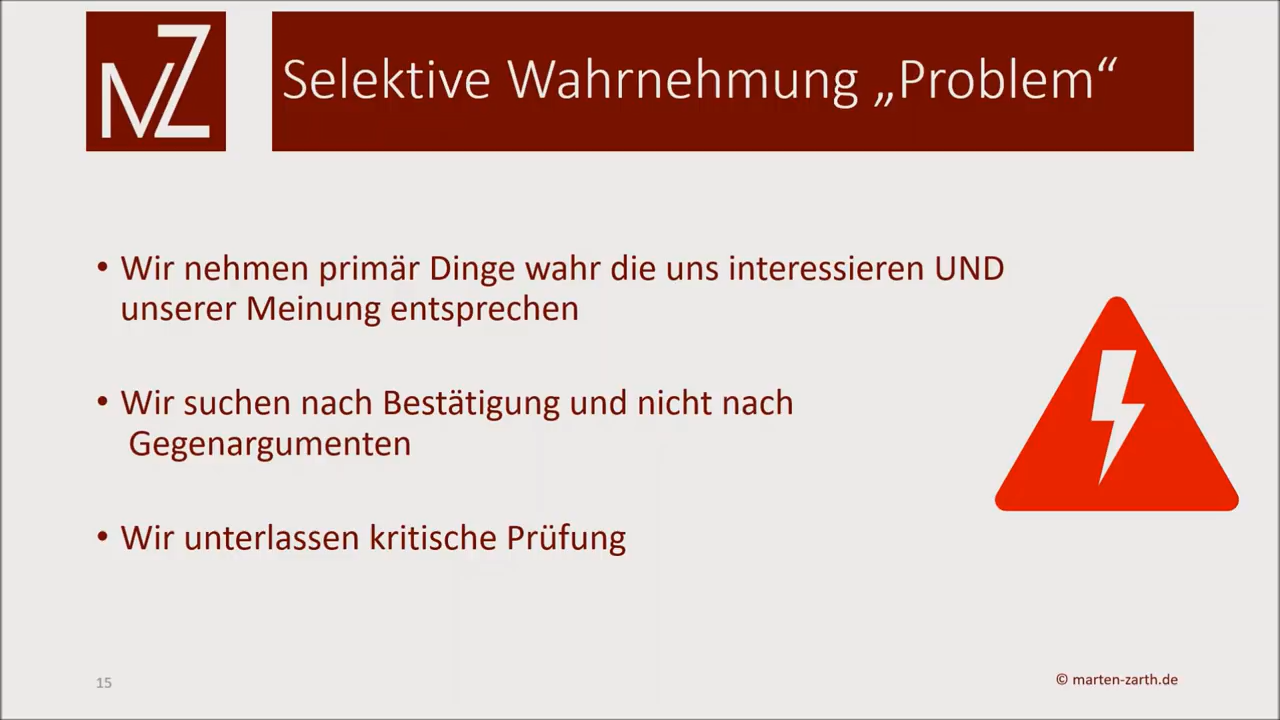 MZ
Selektive Wahrnehmung „Problem“
• Wir nehmen primär Dinge wahr die uns interessieren UND
unserer Meinung entsprechen
• Wir suchen nach Bestätigung und nicht nach
Gegenargumenten
• Wir unterlassen kritische Prüfung
15
© marten-zarth.de